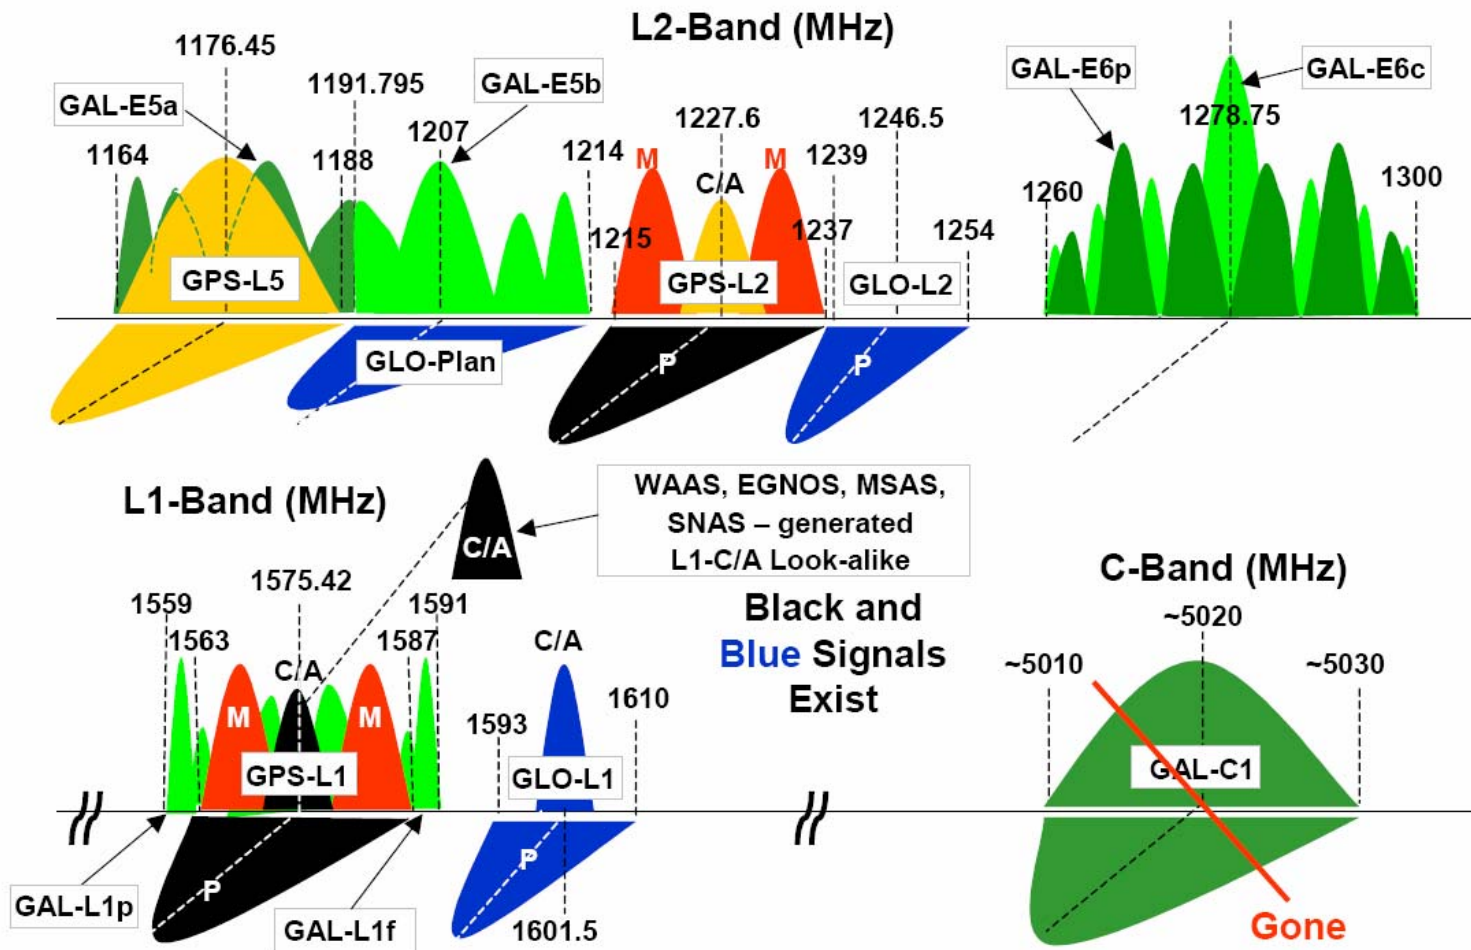 L2-Band (MHz)
1176.45
GAL-E5a
1191.795
GAL-E5b
1164
1188
1207
1214
M
M
C/A
1227.6
1246.5
1239
1215
1237
1254
GPS-L5
GPS-L2
GLO-L2
GAL-E6p
GAL-E6c
1278.75
1260
1300
GLO-Plan
P
P
L1-Band (MHz)
C/A
WAAS, EGNOS, MSAS,
SNAS – generated
L1-C/A Look-alike
1575.42
1559
1591
1563
1587
C/A
M
M
GPS-L1
C/A
1593
1610
GLO-L1
P
P
1601.5
GAL-L1p
GAL-L1f
Black and
Blue Signals
Exist
C-Band (MHz)
~5020
~5010
~5030
GAL-C1
Gone